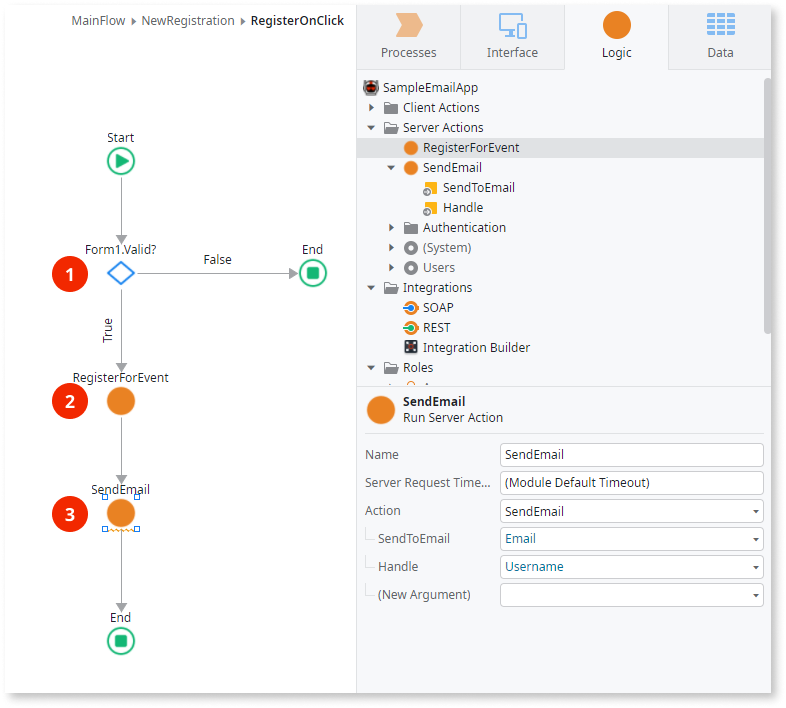 MainFlow NewRegistration RegisterOnClick
Start
Form1.Valid?
1
False
End
True
RegisterForEvent
2
SendEmail
3
End
Processes
Interface
Logic
Data
SampleEmailApp
Client Actions
Server Actions
RegisterForEvent
SendEmail
SendToEmail
Handle
Authentication
(System)
Users
Integrations
SOAP
REST
Integration Builder
Roles
SendEmail
Run Server Action
Name SendEmail
Server Request Time... (Module Default Timeout)
Action SendEmail
SendToEmail Email
Handle Username
(New Argument)